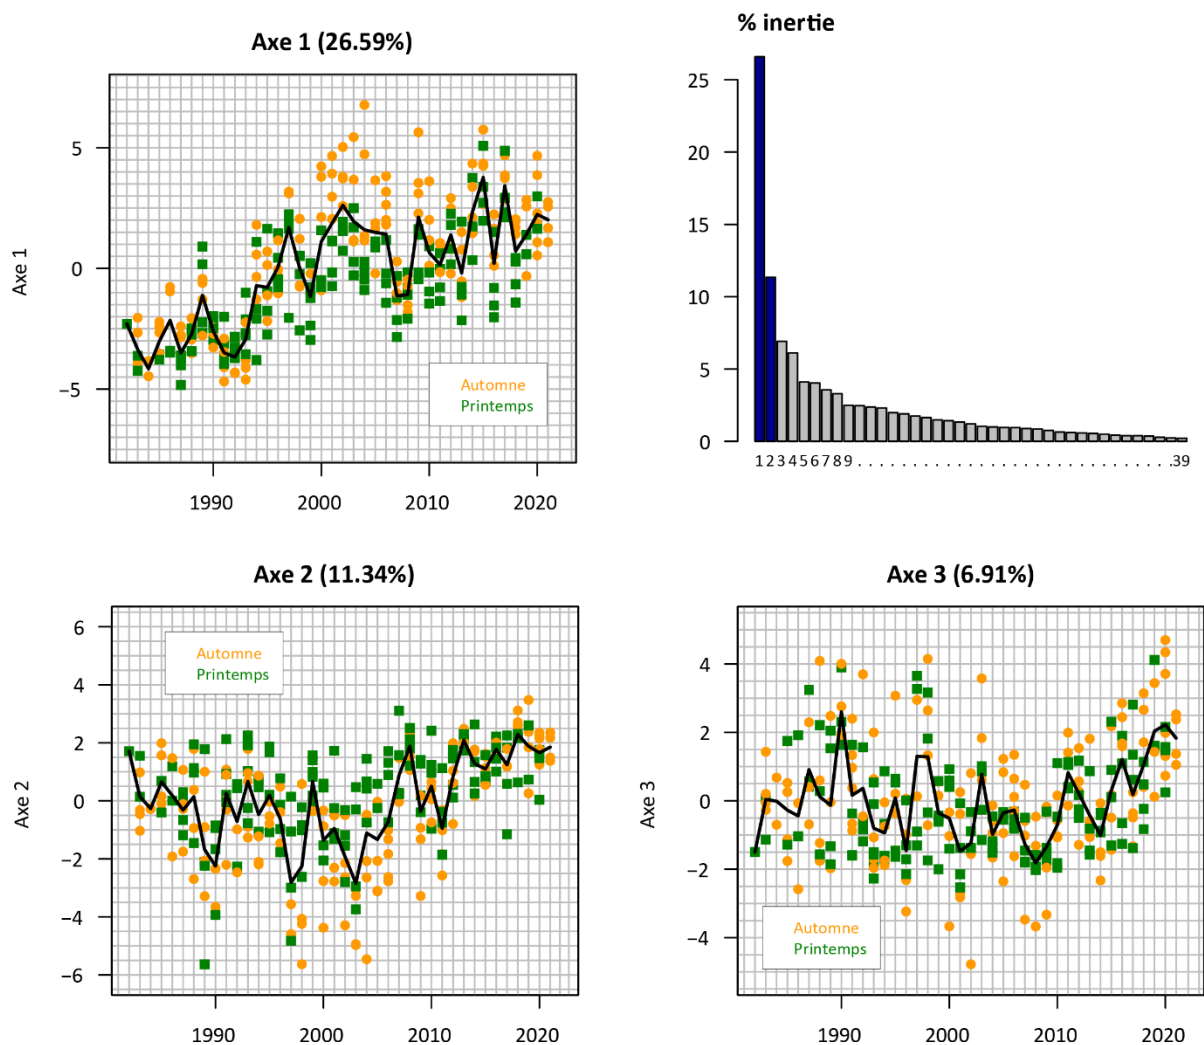 Axe 1 (26.59%)
Axe 1
5
0
−5
Automne
Printemps
1990 2000 2010 2020
% inertie
25
20
15
10
5
0
1 2 3 4 5 6 7 8 9 . . . . . . . . . . . . . . . . . . . . . . . . . . . . . 39
Axe 2 (11.34%)
Axe 2
6
4
2
0
−2
−4
−6
Automne
Printemps
1990 2000 2010 2020
Axe 3 (6.91%)
Axe 3
4
2
0
−2
−4
Automne
Printemps
1990 2000 2010 2020